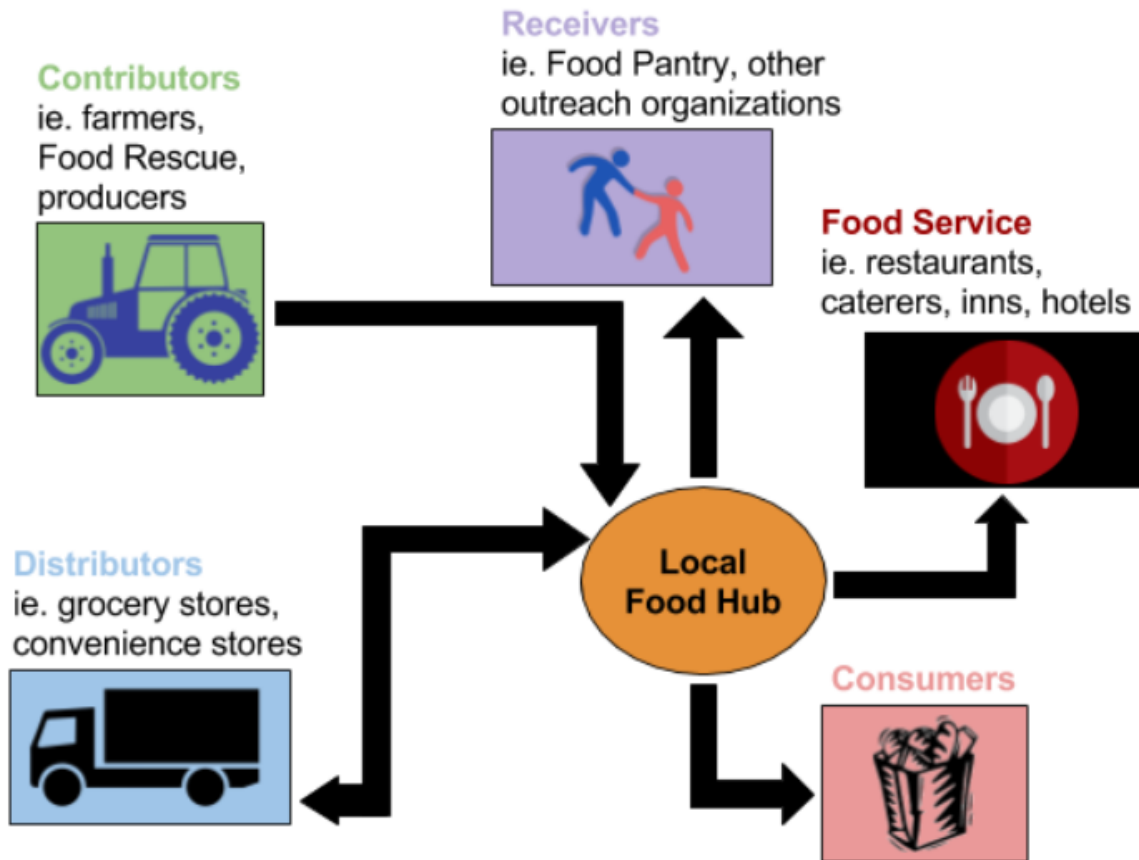 Receivers
ie. Food Pantry, other
outreach organizations
Contributors
ie. farmers,
Food Rescue,
producers
Food Service
ie. restaurants,
caterers, inns, hotels
Distributors
ie. grocery stores,
convenience stores
Local
Food Hub
Consumers